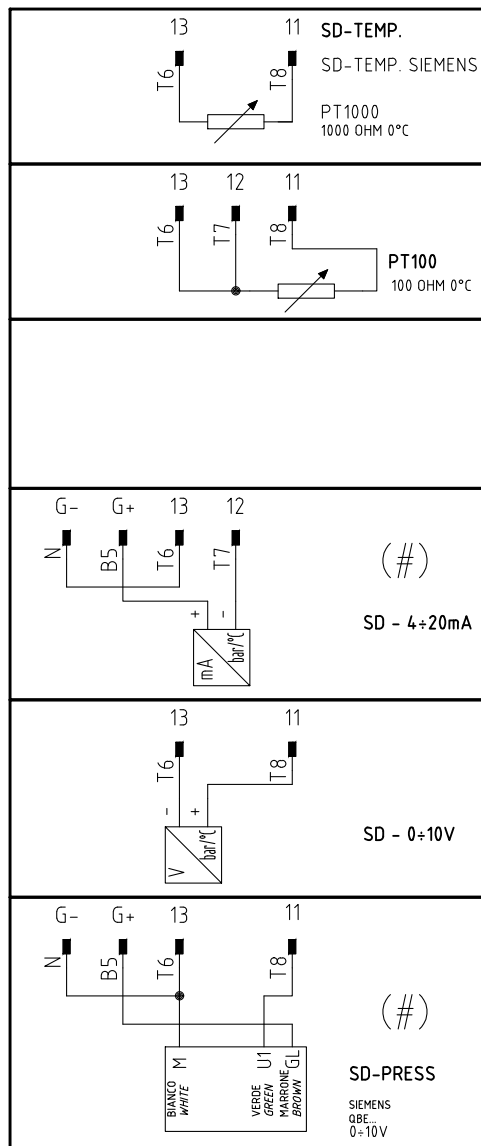 13 11 SD-TEMP.
T6 T8 SD-TEMP. SIEMENS
PT1000
1000 OHM 0°C
13 12 11
T6 T7 T8
PT100
100 OHM 0°C
G- G+ 13 12
N B5 T6 T7
(#)
+ -
SD - 4÷20mA
mA bar/°C
13 11
T6 T8
- +
SD - 0÷10V
V bar/°C
G- G+ 13 11
N B5 T6 T8
(#)
M U1 GL
BIANCO
WHITE
VERDE
GREEN
MARRONE
BROWN
SD-PRESS
SIEMENS
QBE...
0÷10V